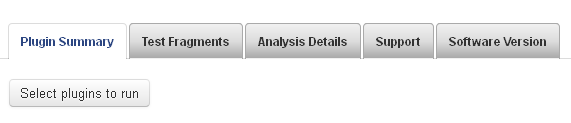 Plugin Summary Test Fragments Analysis Details Support Software Version
Select plugins to run